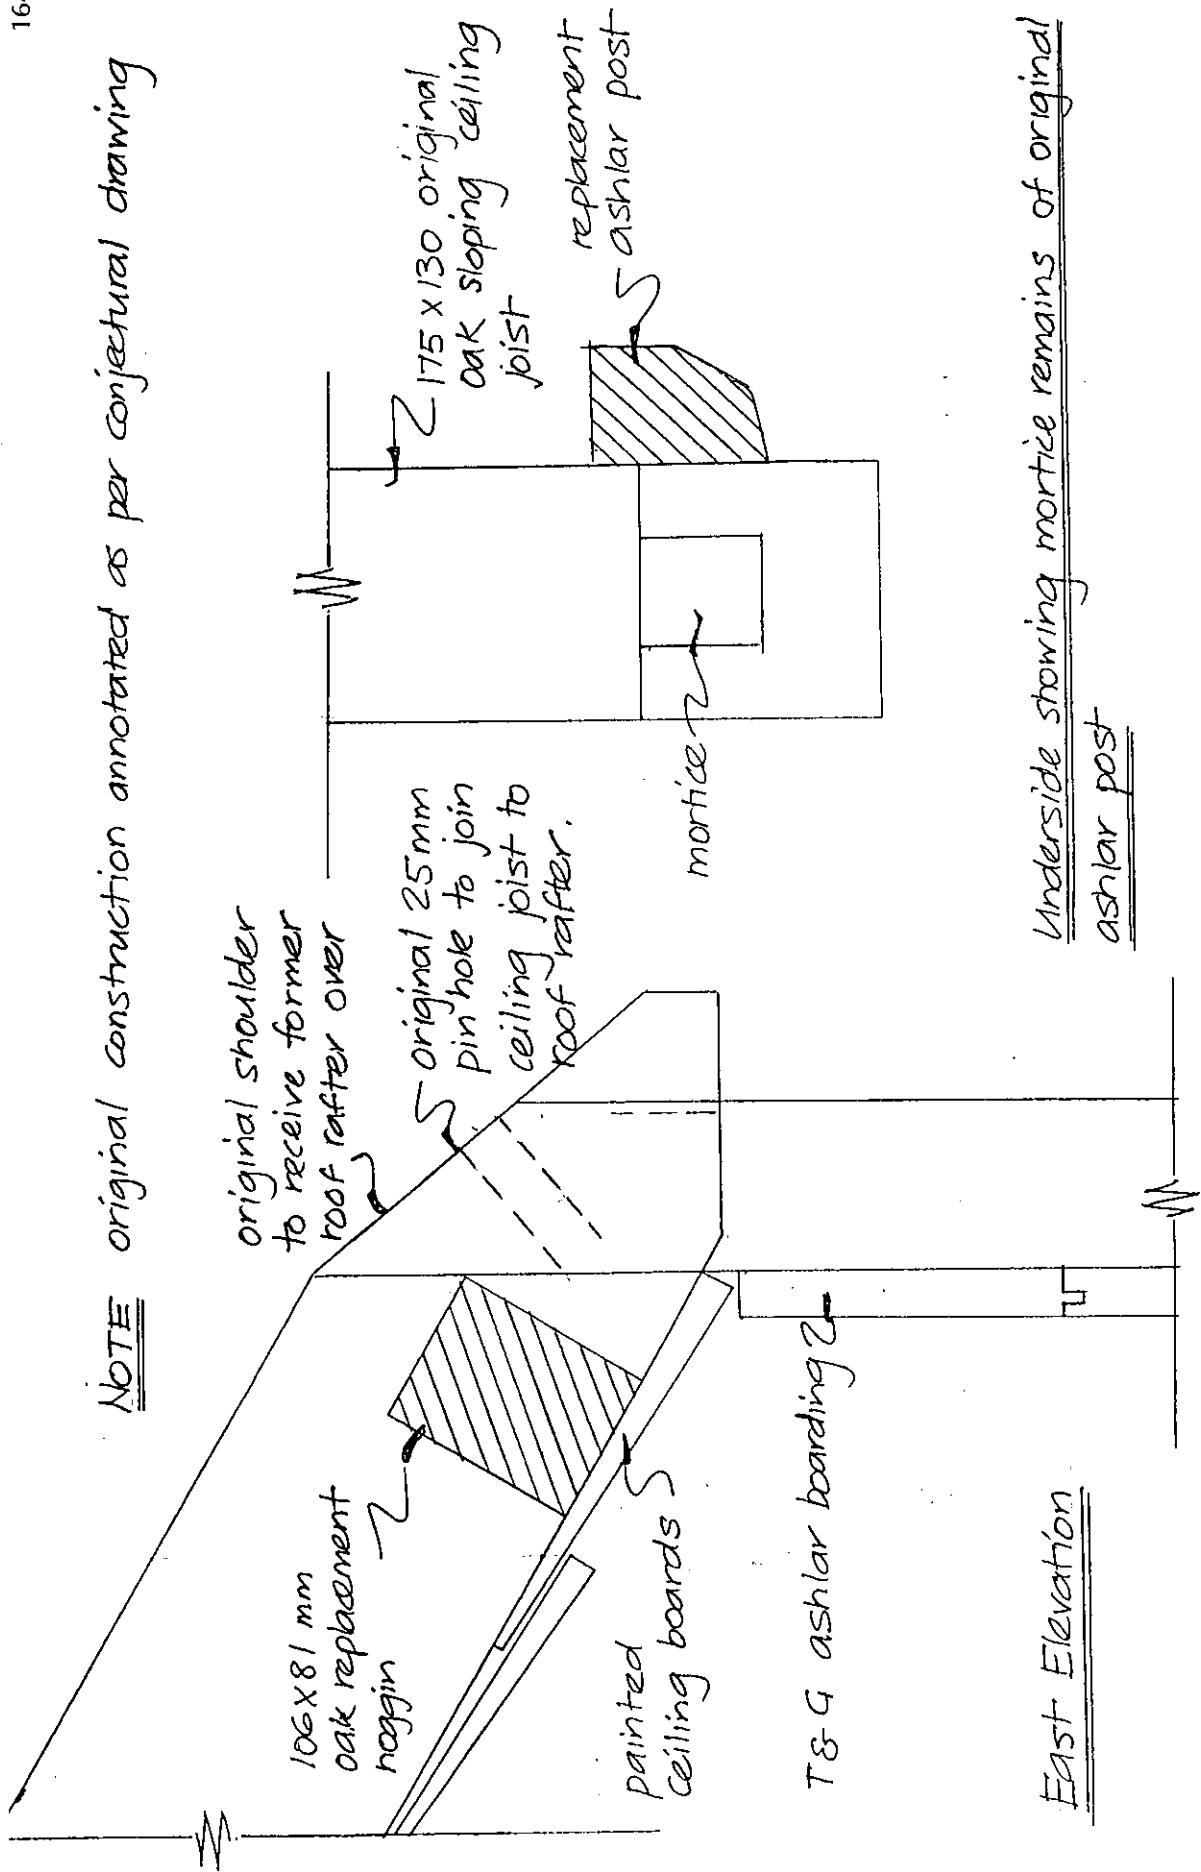 NOTE original construction annotated as per conjectural drawing
original shoulder
to receive former
roof rafter over
original 25mm
pin hole to join
ceiling joist to
roof rafter.
106 x 81 mm
oak replacement
noggin
painted
ceiling boards
T & G ashlar boarding
East Elevation
175 x 130 original
oak sloping ceiling
joist
replacement
ashlar post
mortice
Underside showing mortice remains of original
ashlar post